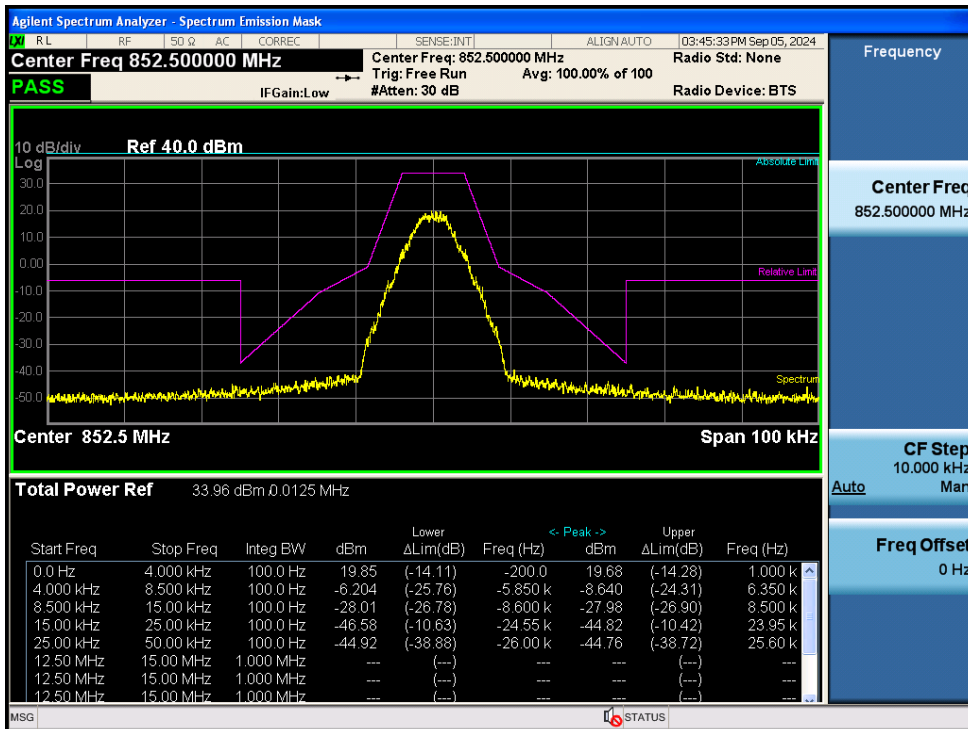 Agilent Spectrum Analyzer - Spectrum Emission Mask
LXI RL RF 50 Ω AC CORREC SENSE:INT ALIGN AUTO 03:45:33 PM Sep 05, 2024
Center Freq 852.500000 MHz Center Freq: 852.500000 MHz Radio Std: None
Trig: Free Run Avg: 100.00% of 100
PASS IFGain:Low #Atten: 30 dB Radio Device: BTS
10 dB/div Ref 40.0 dBm
Log
Absolute Limit
30.0
20.0
10.0
0.00
Relative Limit
-10.0
-20.0
-30.0
-40.0
Spectrum
-50.0
Center 852.5 MHz Span 100 kHz
Total Power Ref 33.96 dBm/0.0125 MHz
Lower <- Peak -> Upper
Start Freq Stop Freq Integ BW dBm ΔLim(dB) Freq (Hz) dBm ΔLim(dB) Freq (Hz)
0.0 Hz 4.000 kHz 100.0 Hz 19.85 (-14.11) -200.0 19.68 (-14.28) 1.000 k
4.000 kHz 8.500 kHz 100.0 Hz -6.204 (-25.76) -5.850 k -8.640 (-24.31) 6.350 k
8.500 kHz 15.00 kHz 100.0 Hz -28.01 (-26.78) -8.600 k -27.98 (-26.90) 8.500 k
15.00 kHz 25.00 kHz 100.0 Hz -46.58 (-10.63) -24.55 k -44.82 (-10.42) 23.95 k
25.00 kHz 50.00 kHz 100.0 Hz -44.92 (-38.88) -26.00 k -44.76 (-38.72) 25.60 k
12.50 MHz 15.00 MHz 1.000 MHz --- (---) --- --- (---) ---
12.50 MHz 15.00 MHz 1.000 MHz --- (---) --- --- (---) ---
12.50 MHz 15.00 MHz 1.000 MHz --- (---) --- --- (---) ---
MSG STATUS
Frequency
Center Freq
852.500000 MHz
CF Step
10.000 kHz
Auto Man
Freq Offset
0 Hz